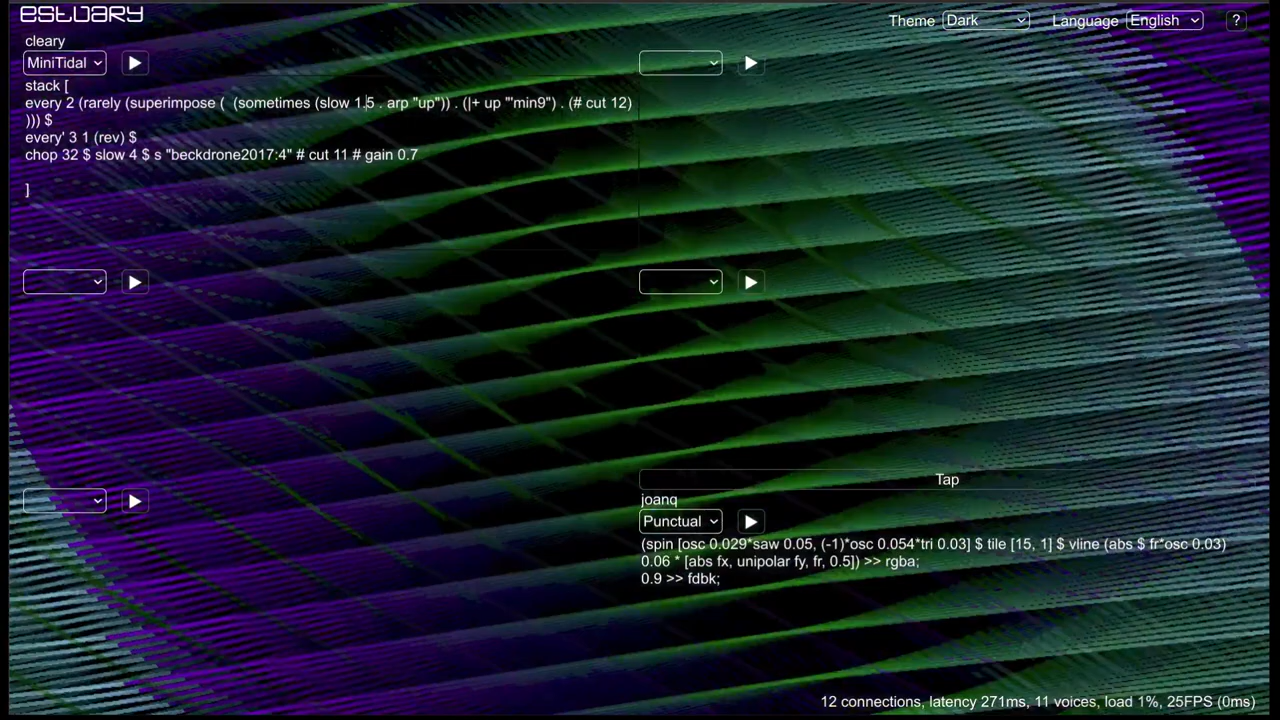 estuary
Theme Dark Language English ?
cleary
MiniTidal
stack [
every 2 (rarely (superimpose (  (sometimes (slow 1.5 . arp "up")) . (|+ up "'min9") . (# cut 12)
))) $
every' 3 1 (rev) $
chop 32 $ slow 4 $ s "beckdrone2017:4" # cut 11 # gain 0.7
]
Tap
joanq
Punctual
(spin [osc 0.029*saw 0.05, (-1)*osc 0.054*tri 0.03] $ tile [15, 1] $ vline (abs $ fr*osc 0.03)
0.06 * [abs fx, unipolar fy, fr, 0.5]) >> rgba;
0.9 >> fdbk;
12 connections, latency 271ms, 11 voices, load 1%, 25FPS (0ms)